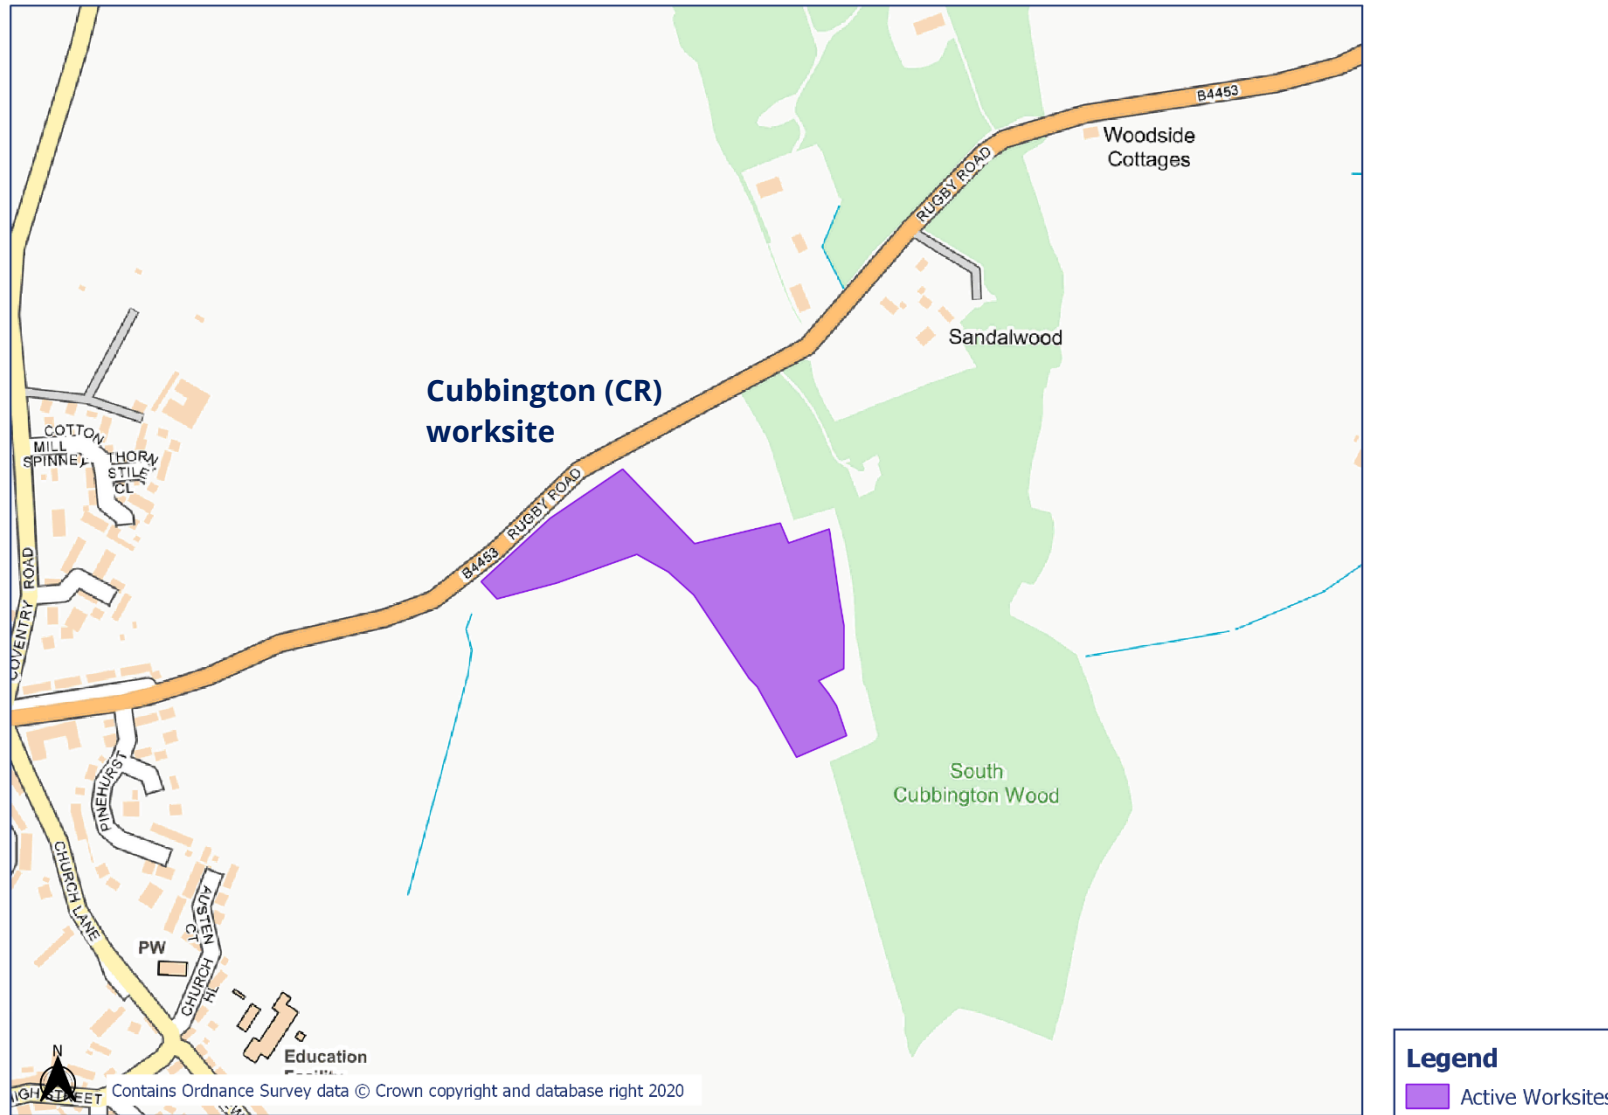 B4453
Woodside
Cottages
RUGBY ROAD
Sandalwood
Cubbington (CR)
worksite
COTTON
MILL
SPINNEY
THORN
STILE
CL
RUGBY ROAD
B4453
COVENTRY ROAD
PINEHURST
South
Cubbington Wood
CHURCH LANE
AUSTEN
CT
PW
CHURCH
HL
N
Education
STREET
Contains Ordnance Survey data © Crown copyright and database right 2020
Legend
Active Worksites